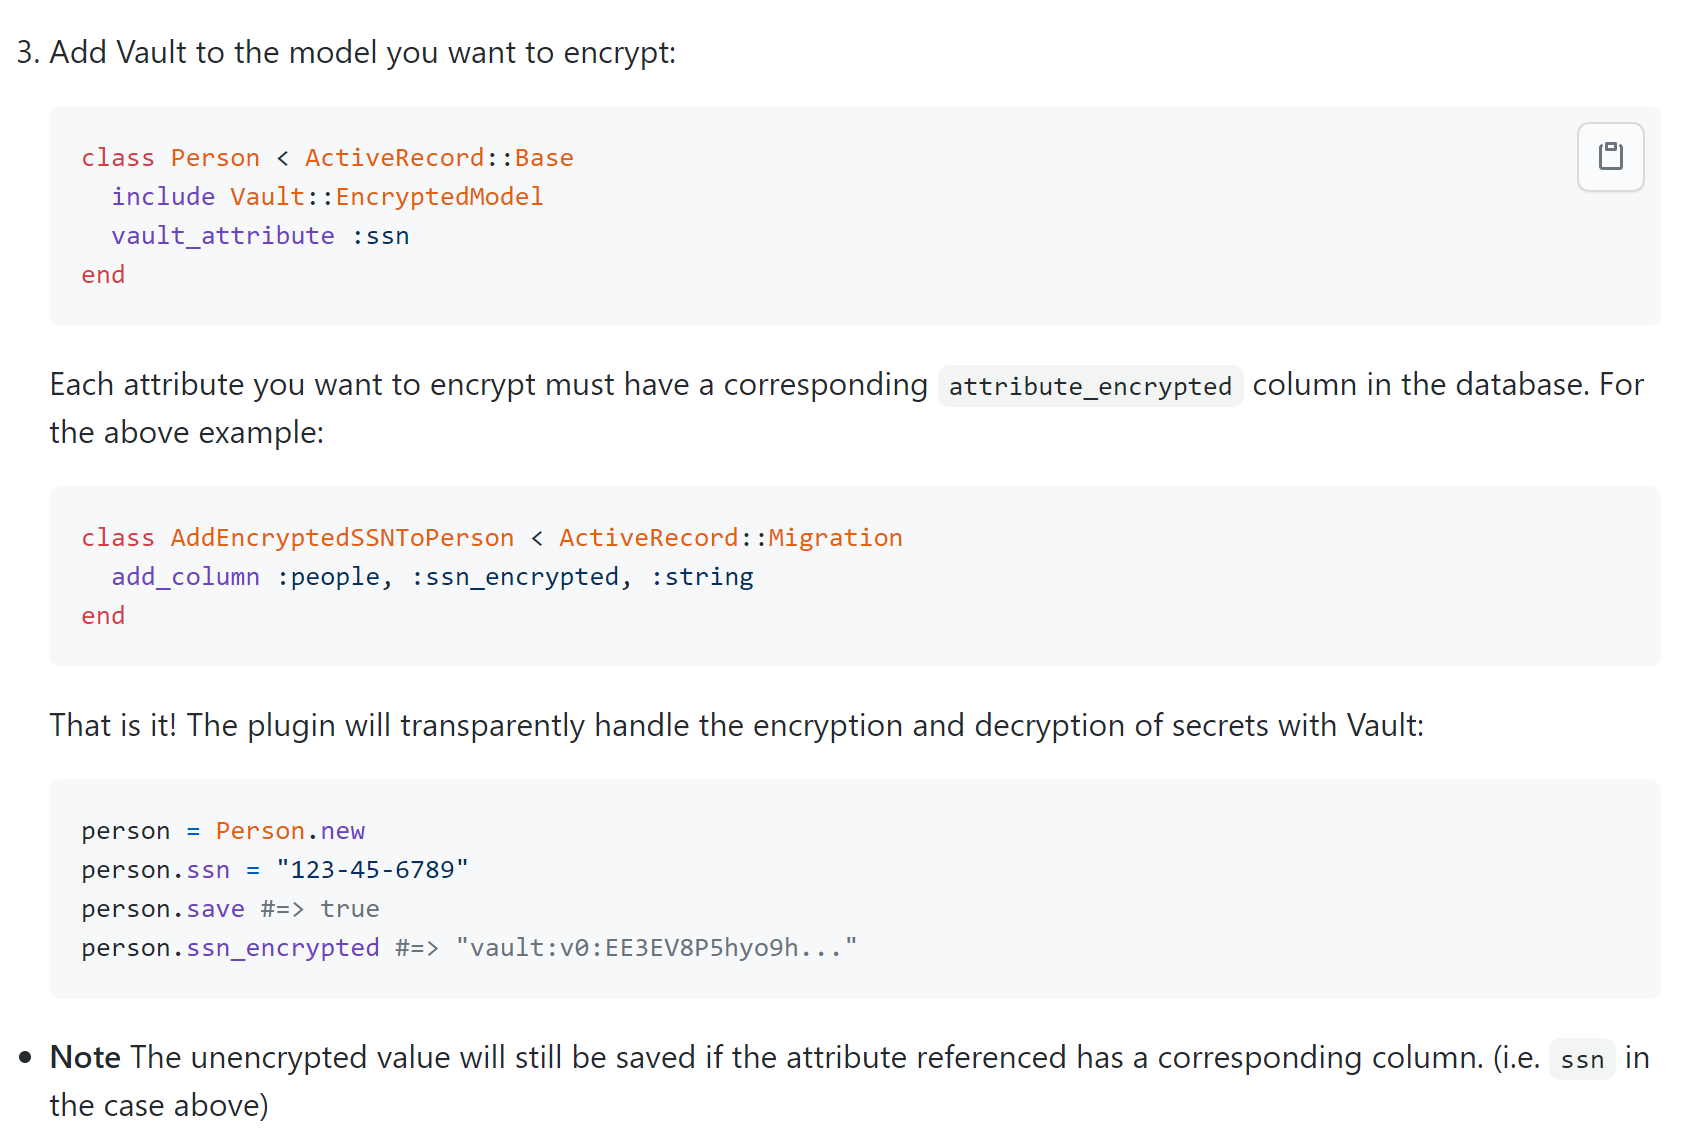 3. Add Vault to the model you want to encrypt:
class Person < ActiveRecord::Base
  include Vault::EncryptedModel
  vault_attribute :ssn
end
Each attribute you want to encrypt must have a corresponding attribute_encrypted column in the database. For
the above example:
class AddEncryptedSSNToPerson < ActiveRecord::Migration
  add_column :people, :ssn_encrypted, :string
end
That is it! The plugin will transparently handle the encryption and decryption of secrets with Vault:
person = Person.new
person.ssn = "123-45-6789"
person.save #=> true
person.ssn_encrypted #=> "vault:v0:EE3EV8P5hyo9h..."
• Note The unencrypted value will still be saved if the attribute referenced has a corresponding column. (i.e. ssn in
the case above)